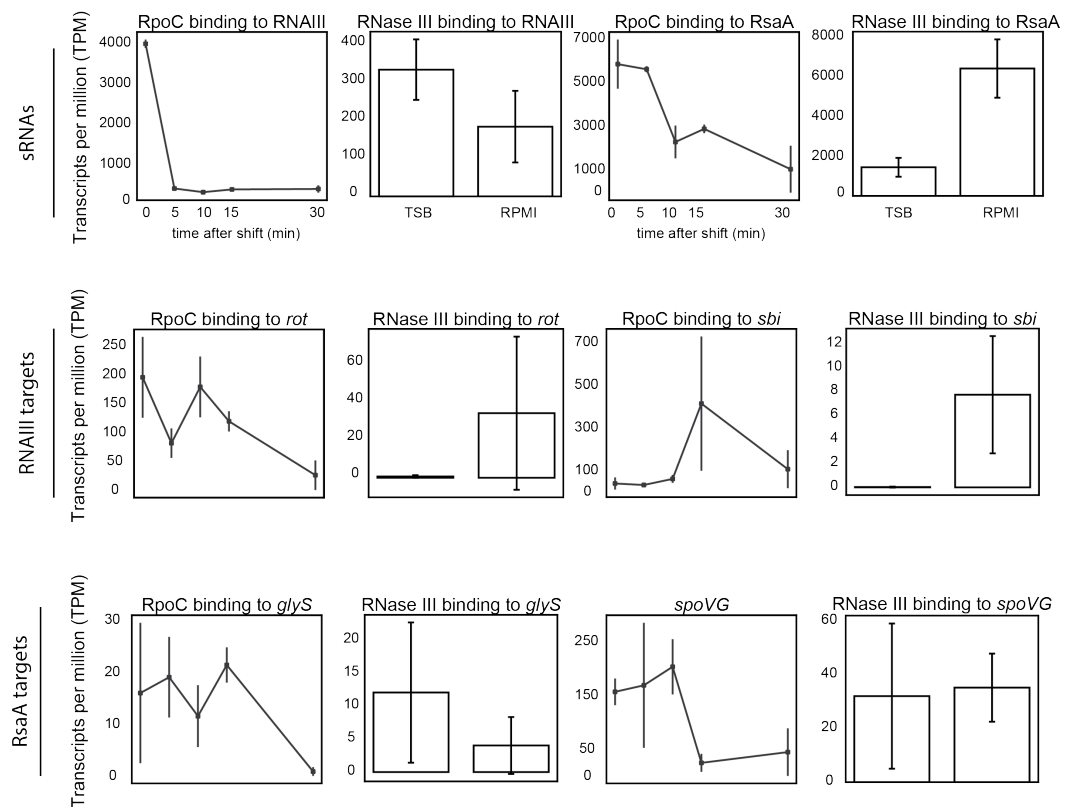 RpoC binding to RNAIII
RNase III binding to RNAIII
RpoC binding to RsaA
RNase III binding to RsaA
sRNAs
Transcripts per million (TPM)
4000
3000
2000
1000
0
0 5 10 15 30
time after shift (min)
400
300
200
100
0
TSB RPMI
7000
5000
3000
1000
0
0 5 10 15 30
time after shift (min)
8000
6000
4000
2000
0
TSB RPMI
RpoC binding to rot
RNase III binding to rot
RpoC binding to sbi
RNase III binding to sbi
RNAIII targets
Transcripts per million (TPM)
250
200
150
100
50
0
60
40
20
0
700
500
300
100
0
12
10
8
6
4
2
0
RpoC binding to glyS
RNase III binding to glyS
spoVG
RNase III binding to spoVG
RsaA targets
Transcripts per million (TPM)
30
20
10
0
20
15
10
5
0
250
150
50
0
60
40
20
0